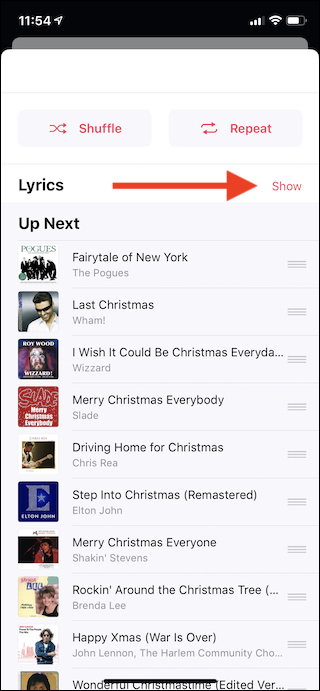 11:54
Shuffle
Repeat
Lyrics
Show
Up Next
POGUES
Fairytale of New York
The Pogues
Last Christmas
Wham!
ROY WOOD
WIZZARD!
I Wish It Could Be Christmas Everyda...
Wizzard
SLADE
Merry Christmas Everybody
Merry Christmas Everybody
Slade
Driving Home for Christmas
Chris Rea
E
ELTON JOHN
Step Into Christmas (Remastered)
Elton John
Merry Christmas Everyone
Shakin' Stevens
Rockin' Around the Christmas Tree (...
Brenda Lee
Happy Xmas (War Is Over)
John Lennon, The Harlem Community Cho...
Wonderful Christmastime (Edited Ver...